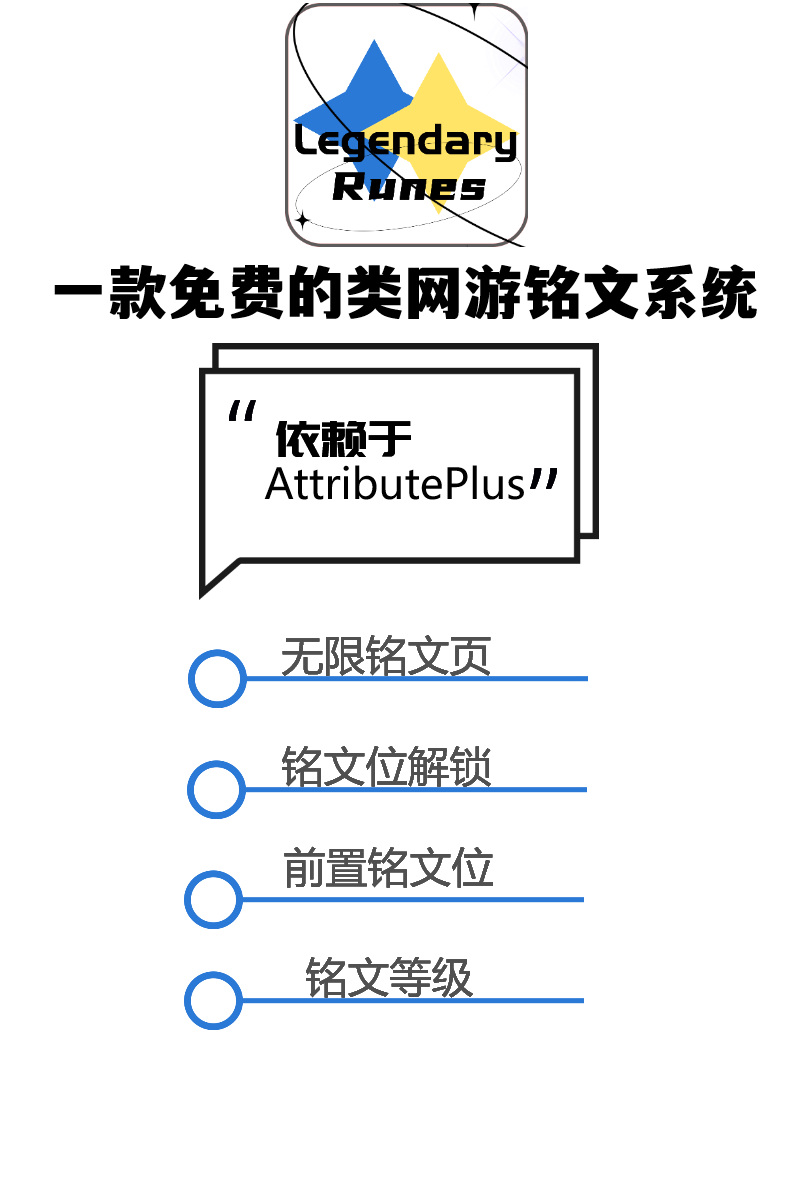 Legendary
Runes
一款免费的类网游铭文系统
“ 依赖于
AttributePlus”
无限铭文页
铭文位解锁
前置铭文位
铭文等级